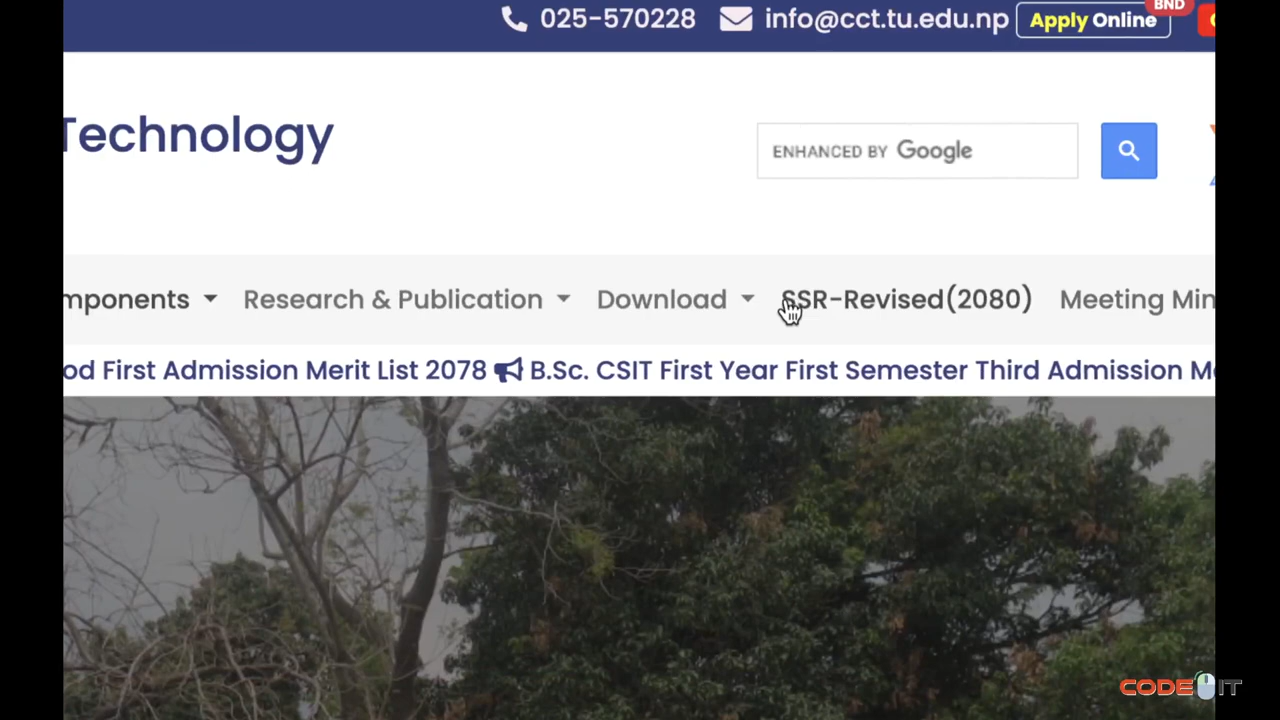 025-570228 info@cct.tu.edu.np Apply Online BND
Technology
ENHANCED BY Google
mponents Research & Publication Download SSR-Revised(2080) Meeting Min
od First Admission Merit List 2078 B.Sc. CSIT First Year First Semester Third Admission M
CODE IT